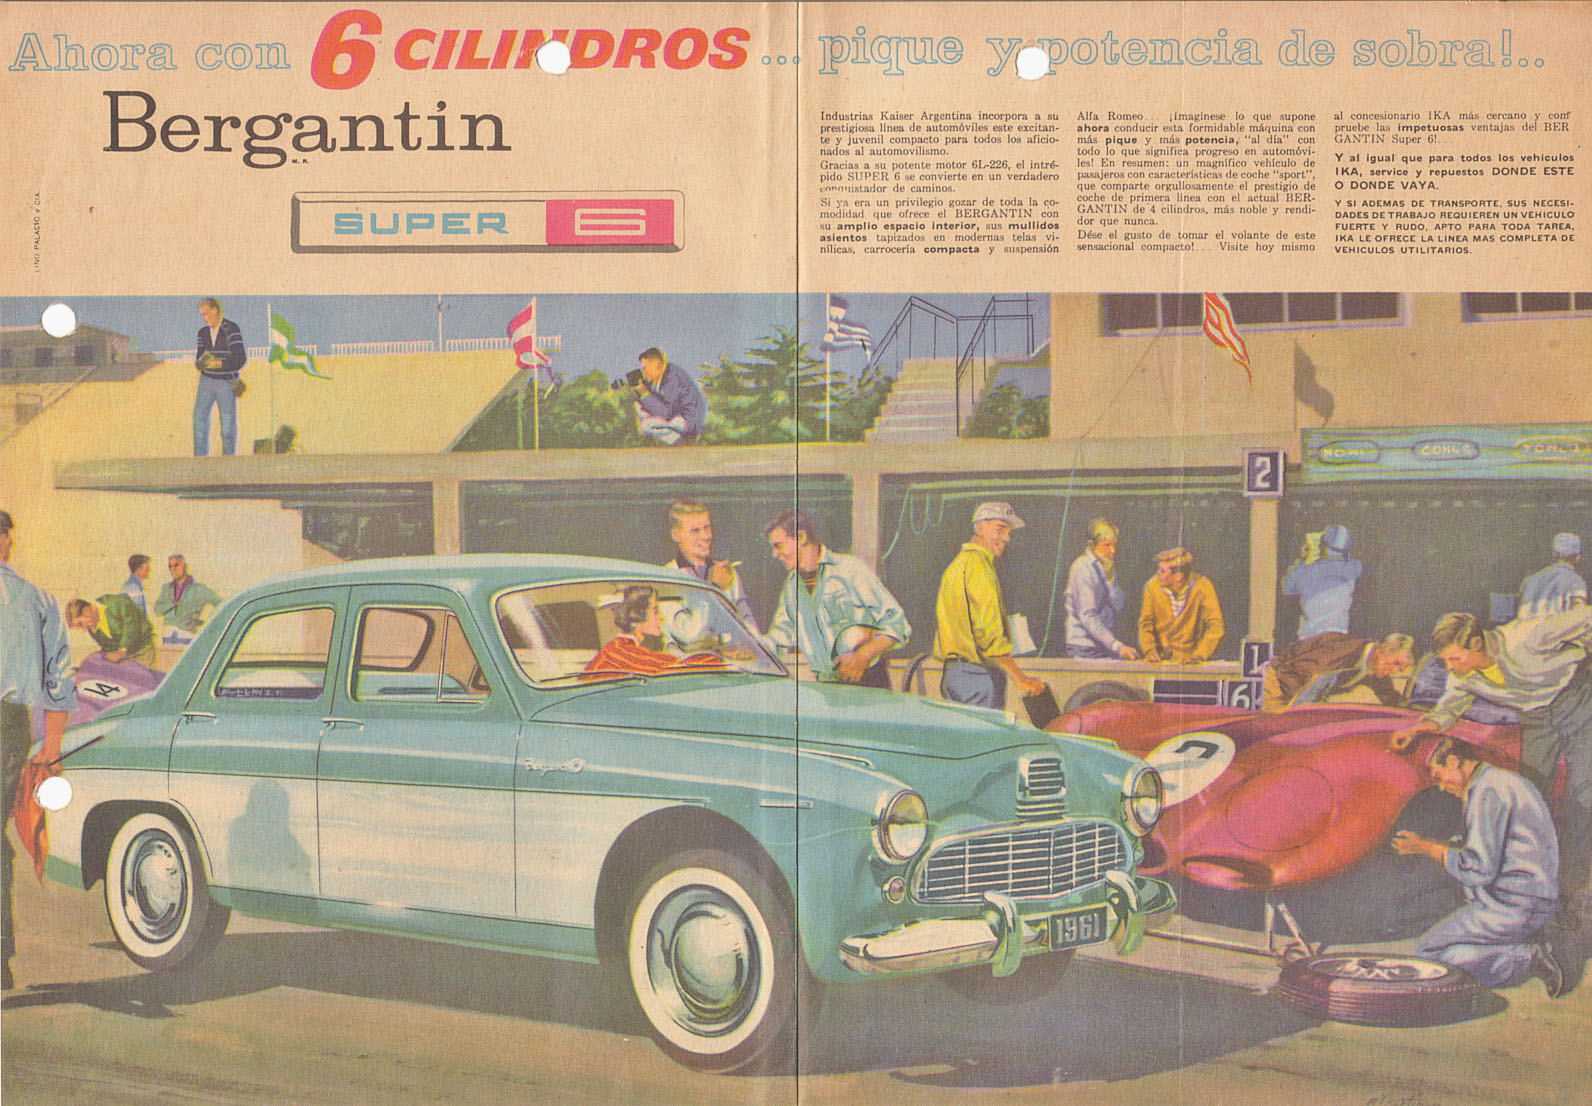 Ahora con 6 CILINDROS... pique y potencia de sobra!..
Bergantin
M. R.
SUPER 6
LINO PALACIO Y CIA.
Industrias Kaiser Argentina incorpora a su
prestigiosa línea de automóviles este excitan-
te y juvenil compacto para todos los aficio-
nados al automovilismo.
Gracias a su potente motor 6L-226, el intré-
pido SUPER 6 se convierte en un verdadero
conquistador de caminos.
Si ya era un privilegio gozar de toda la co-
modidad que ofrece el BERGANTIN con
su amplio espacio interior, sus mullidos
asientos tapizados en modernas telas vi-
nílicas, carrocería compacta y suspensión
Alfa Romeo... ¡Imagínese lo que supone
ahora conducir esta formidable máquina con
más pique y más potencia, "al día" con
todo lo que significa progreso en automóvi-
les! En resumen: un magnífico vehículo de
pasajeros con características de coche "sport",
que comparte orgullosamente el prestigio de
coche de primera línea con el actual BER-
GANTIN de 4 cilindros, más noble y rendi-
dor que nunca.
Dése el gusto de tomar el volante de este
sensacional compacto!... Visite hoy mismo
al concesionario IKA más cercano y com
pruebe las impetuosas ventajas del BER
GANTIN Super 6!...
Y al igual que para todos los vehículos
IKA, service y repuestos DONDE ESTE
O DONDE VAYA.
Y SI ADEMAS DE TRANSPORTE, SUS NECESI-
DADES DE TRABAJO REQUIEREN UN VEHICULO
FUERTE Y RUDO, APTO PARA TODA TAREA,
IKA LE OFRECE LA LINEA MAS COMPLETA DE
VEHICULOS UTILITARIOS.
2
1
6
14
7
1961